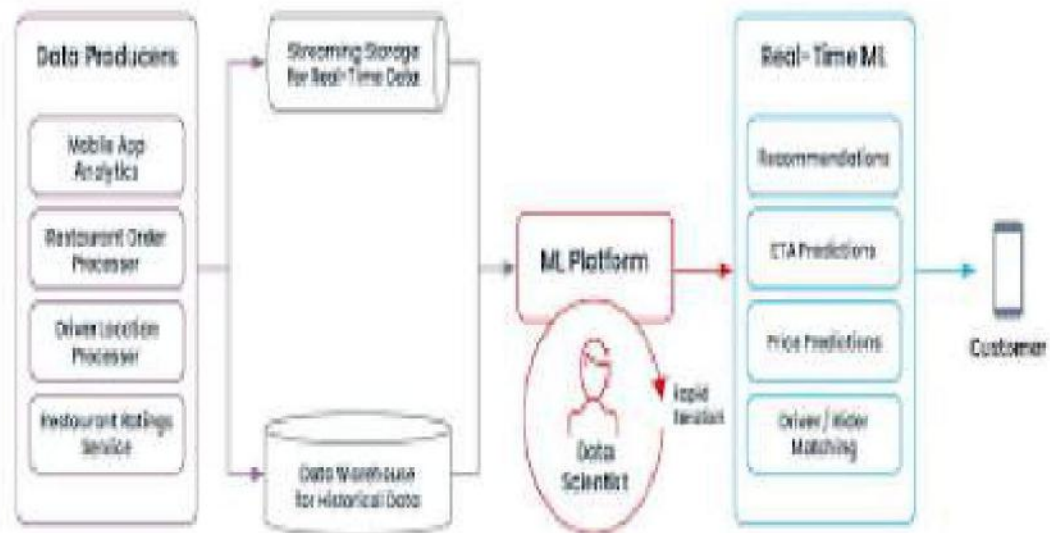 Data Producers
Mobile App
Analytics
Restaurant Order
Processer
Driver Location
Processer
Restaurant Ratings
Service
Streaming Storage
for Real-Time Data
Data Warehouse
for Historical Data
ML Platform
Data
Scientist
Rapid
Iteration
Real-Time ML
Recommendations
ETA Predictions
Price Predictions
Driver / Rider
Matching
Customer